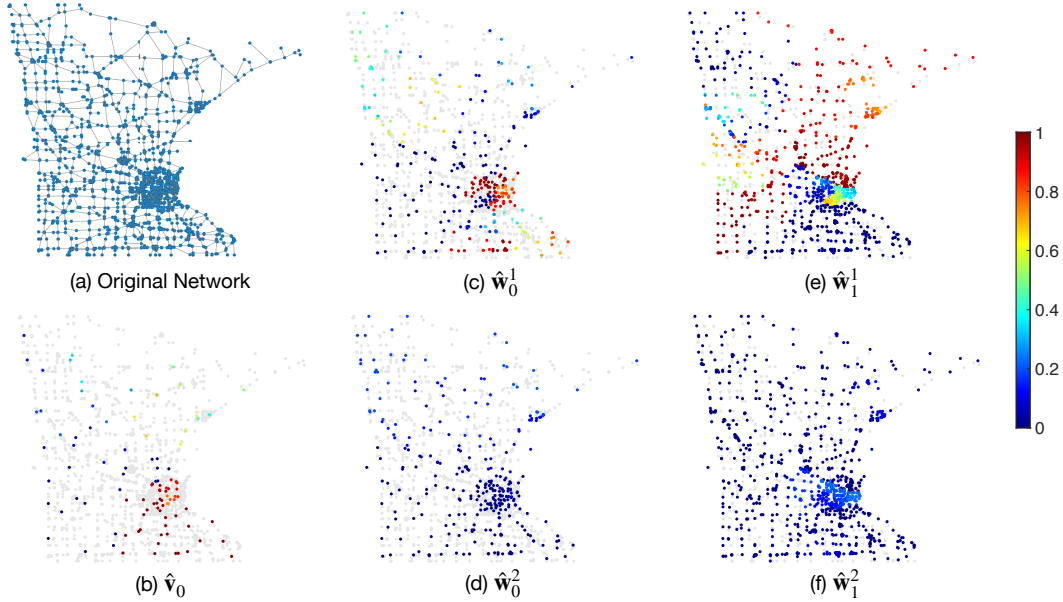 (a) Original Network
(c) ŵ₀¹
(e) ŵ₁¹
1
0.8
0.6
0.4
0.2
0
(b) v̂₀
(d) ŵ₀²
(f) ŵ₁²